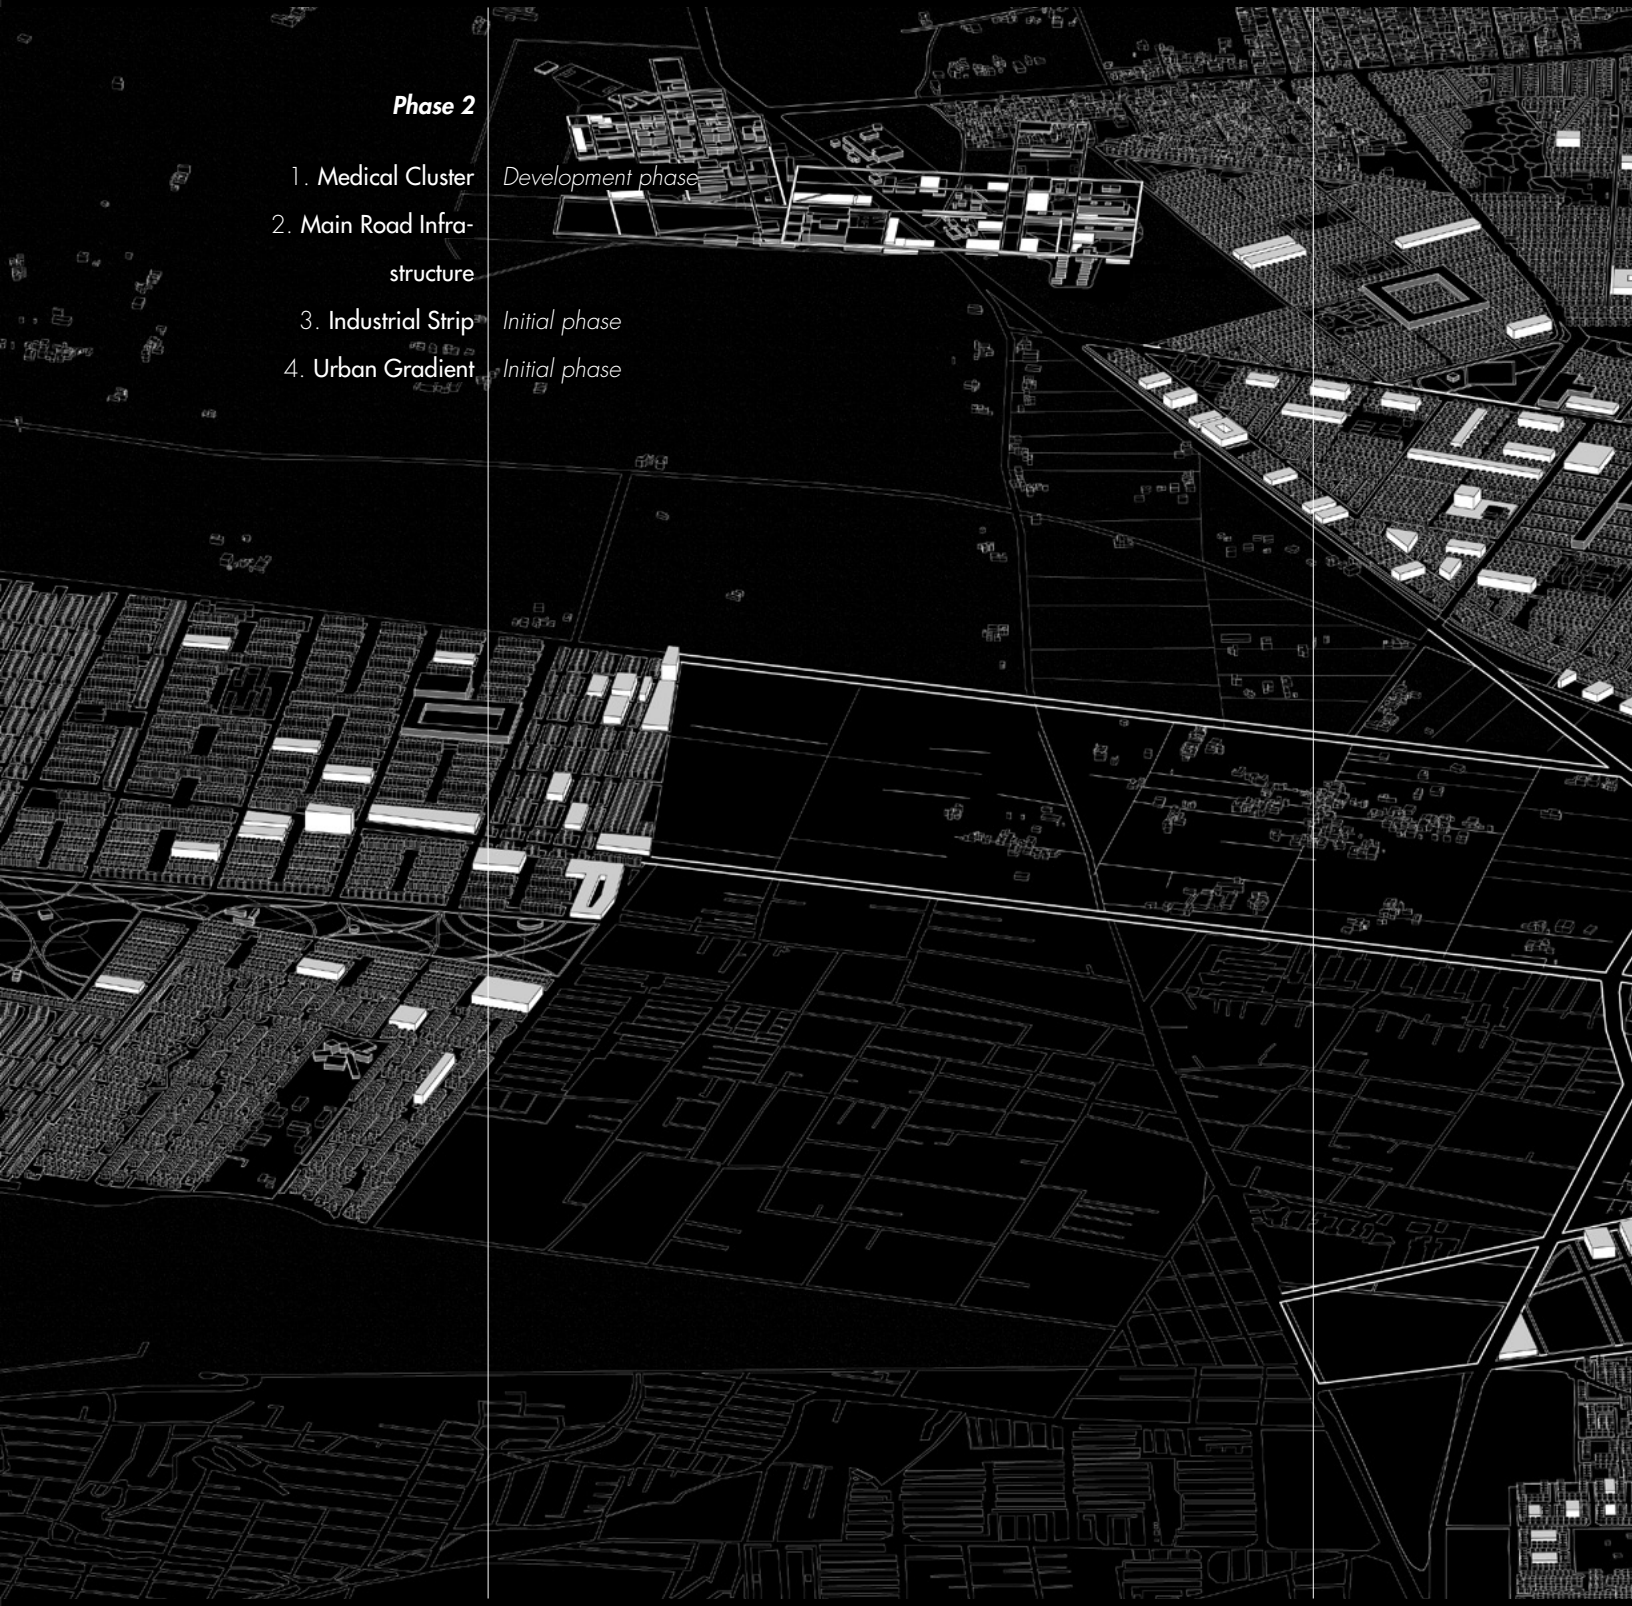 Phase 2
1. Medical Cluster Development phase
2. Main Road Infra-
structure
3. Industrial Strip Initial phase
4. Urban Gradient Initial phase